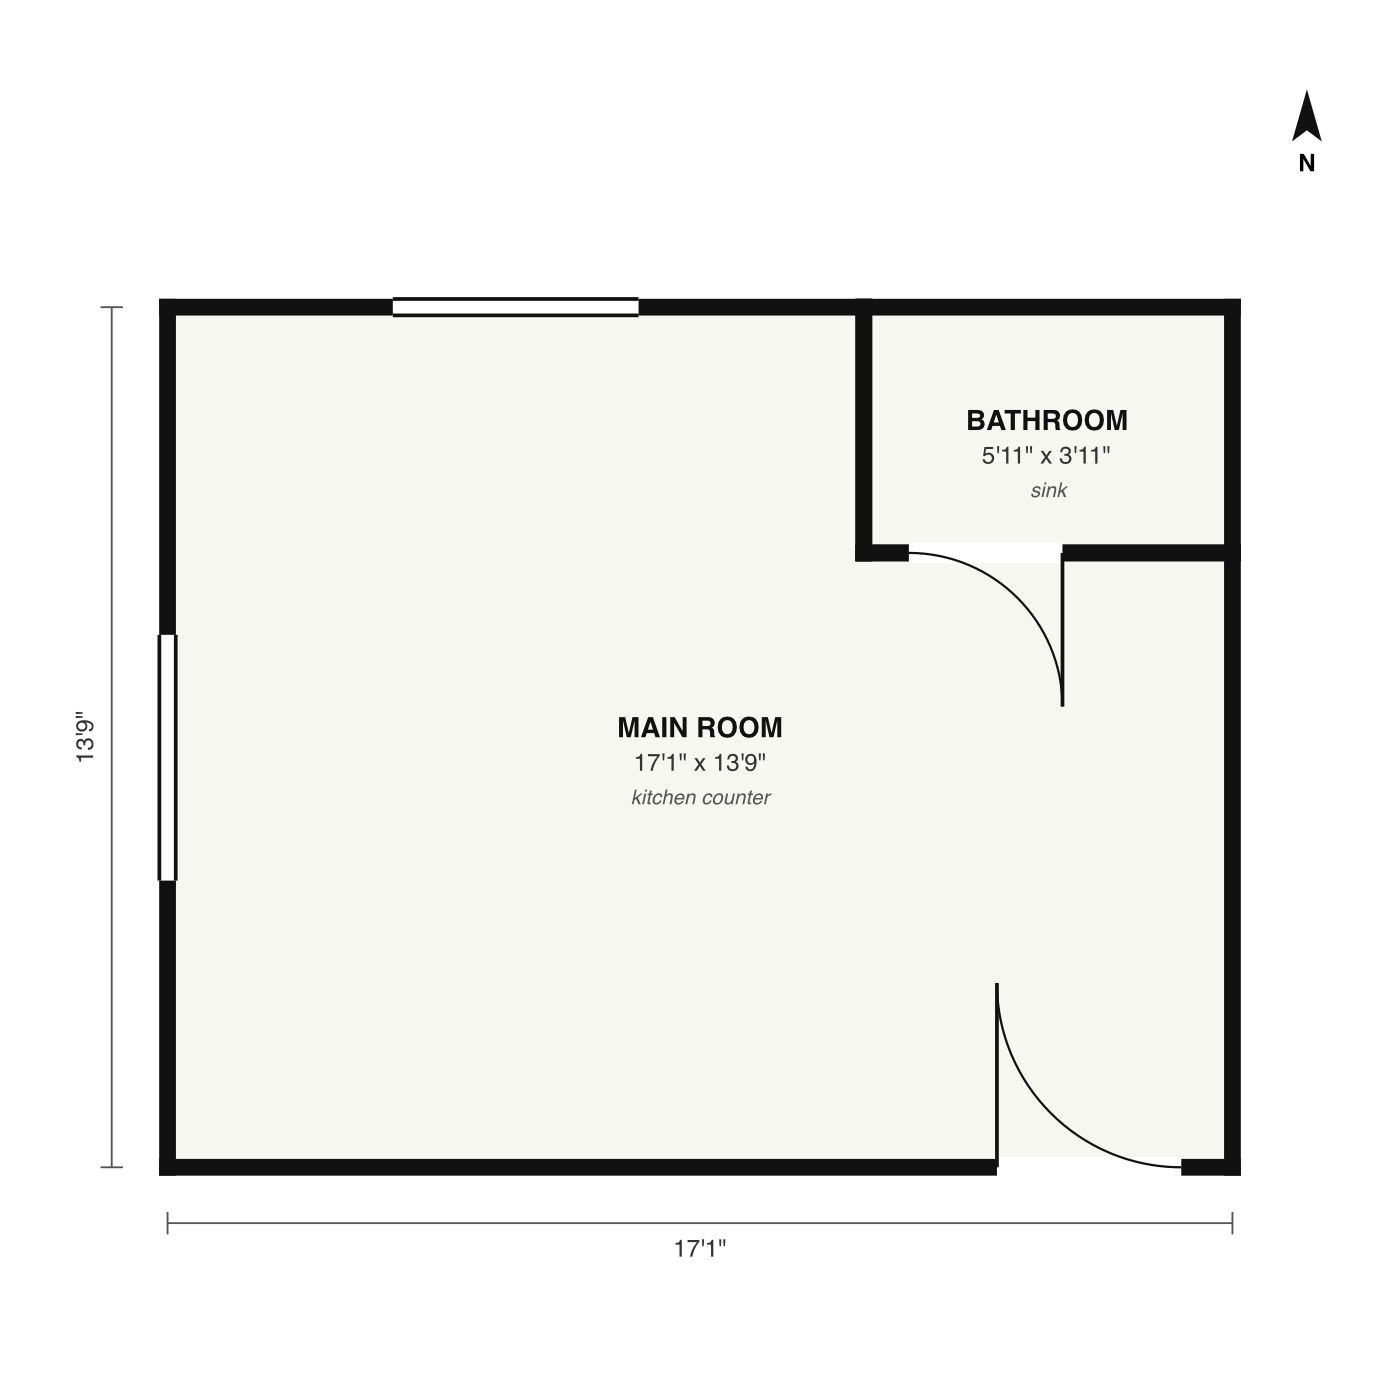 N
BATHROOM
5'11" x 3'11"
sink
MAIN ROOM
17'1" x 13'9"
kitchen counter
13'9"
17'1"